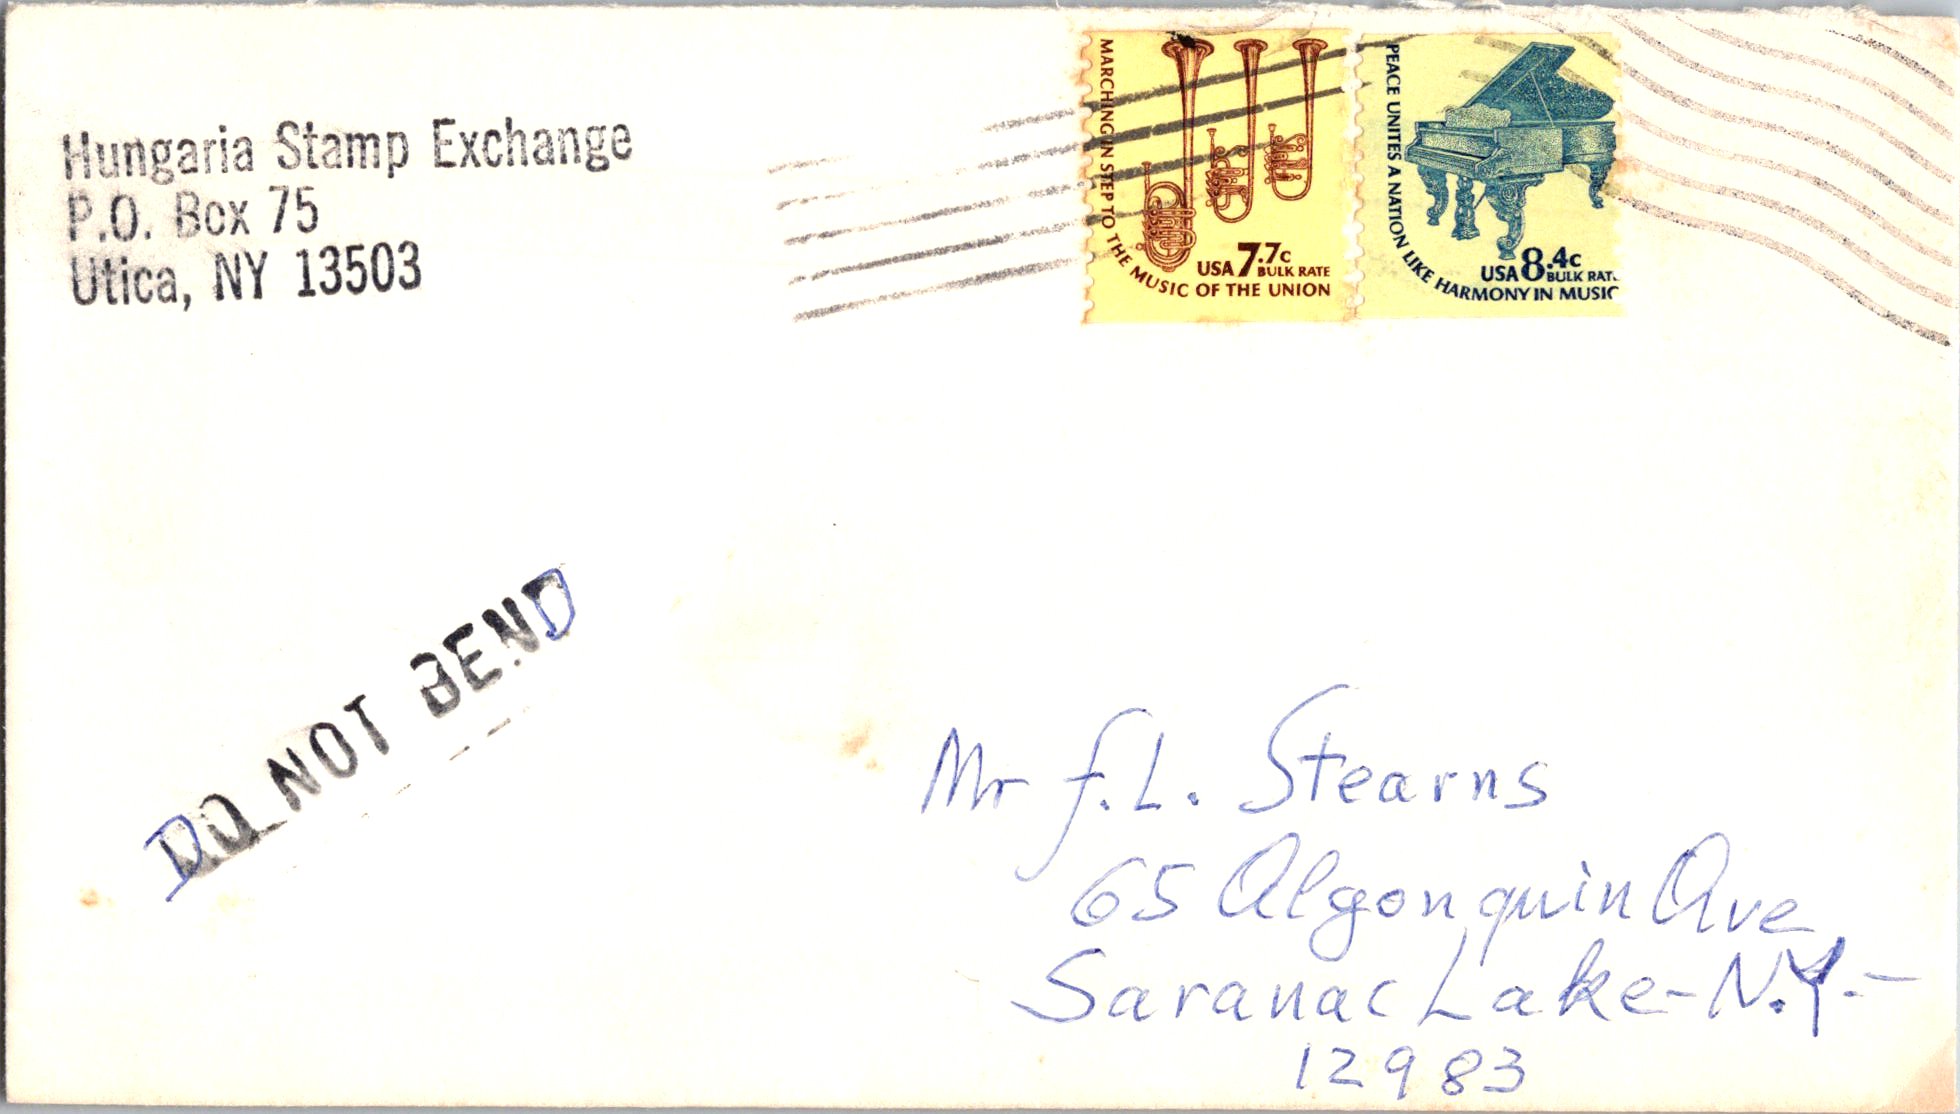 Hungaria Stamp Exchange
P.O. Box 75
Utica, NY 13503
MARCHING IN STEP TO THE MUSIC OF THE UNION
USA 7.7c
BULK RATE
PEACE UNITES A NATION LIKE HARMONY IN MUSIC
USA 8.4c
BULK RATE
DO NOT BEND
Mr f. L. Stearns
65 Algonquin Ave
Saranac Lake - N.Y. -
12983